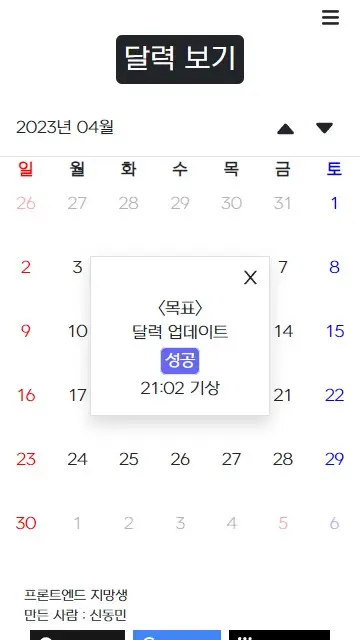 달력 보기
2023년 04월
일 월 화 수 목 금 토
26 27 28 29 30 31 1
2 3 7 8
9 10 14 15
16 17 21 22
X
〈목표〉
달력 업데이트
성공
21:02 기상
23 24 25 26 27 28 29
30 1 2 3 4 5 6
프론트엔드 지망생
만든 사람 : 신동민